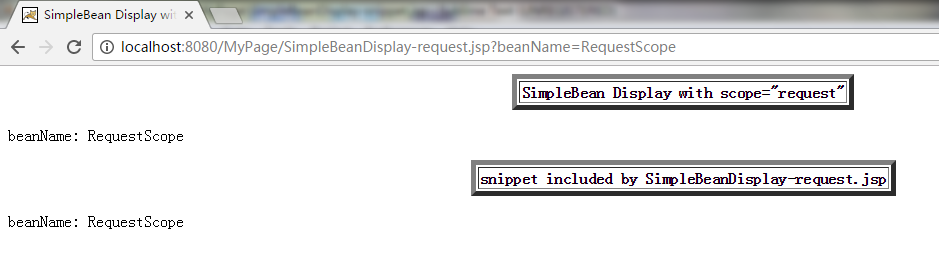 SimpleBean Display wit
localhost:8080/MyPage/SimpleBeanDisplay-request.jsp?beanName=RequestScope
SimpleBean Display with scope="request"
beanName: RequestScope
snippet included by SimpleBeanDisplay-request.jsp
beanName: RequestScope